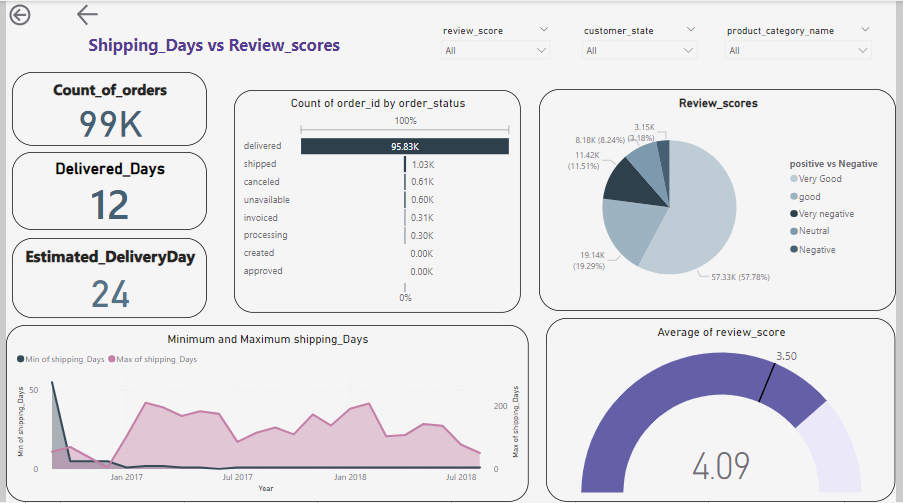 Shipping_Days vs Review_scores
review_score
All
customer_state
All
product_category_name
All
Count_of_orders
99K
Delivered_Days
12
Estimated_DeliveryDay
24
Count of order_id by order_status
100%
delivered 95.83K
shipped 1.03K
canceled 0.61K
unavailable 0.60K
invoiced 0.31K
processing 0.30K
created 0.00K
approved 0.00K
0%
Review_scores
3.15K
(3.18%)
8.18K (8.24%)
11.42K
(11.51%)
19.14K
(19.29%)
57.33K (57.78%)
positive vs Negative
Very Good
good
Very negative
Neutral
Negative
Minimum and Maximum shipping_Days
Min of shipping_Days Max of shipping_Days
Min of shipping_Days
50
0
Max of shipping_Days
200
0
Jan 2017 Jul 2017 Jan 2018 Jul 2018
Year
Average of review_score
3.50
4.09